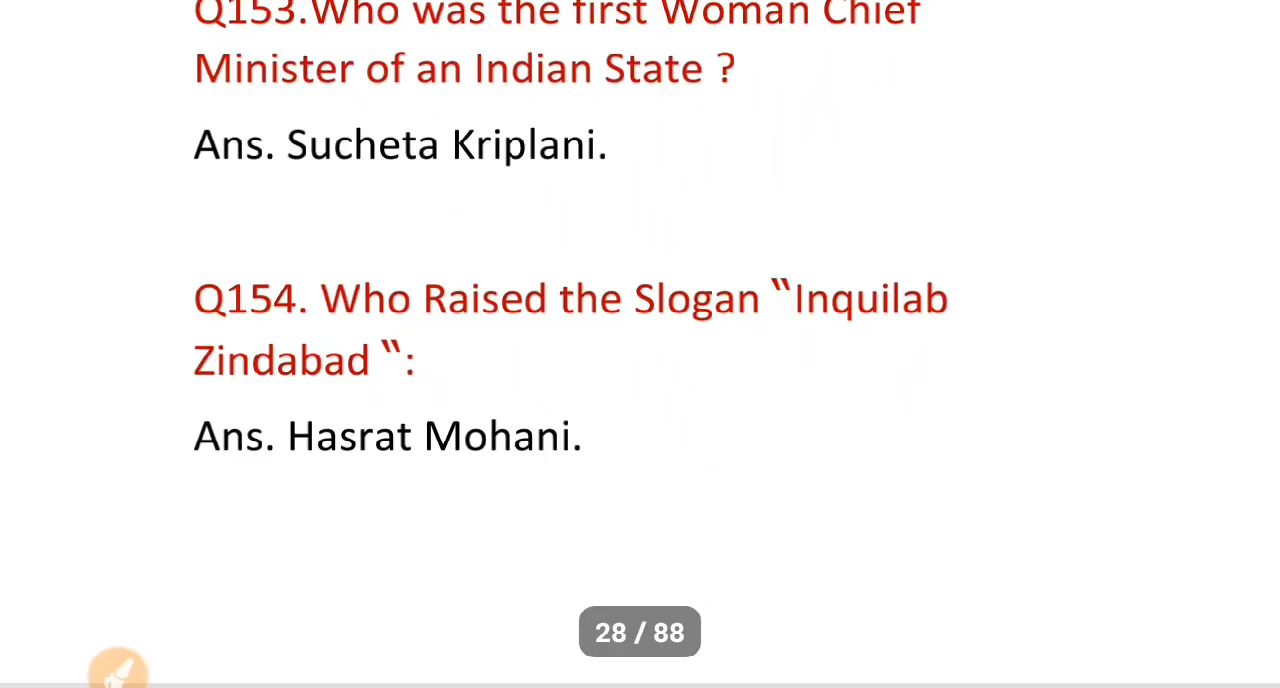 Q153.Who was the first Woman Chief
Minister of an Indian State ?
Ans. Sucheta Kriplani.
Q154. Who Raised the Slogan “Inquilab
Zindabad “:
Ans. Hasrat Mohani.
28 / 88